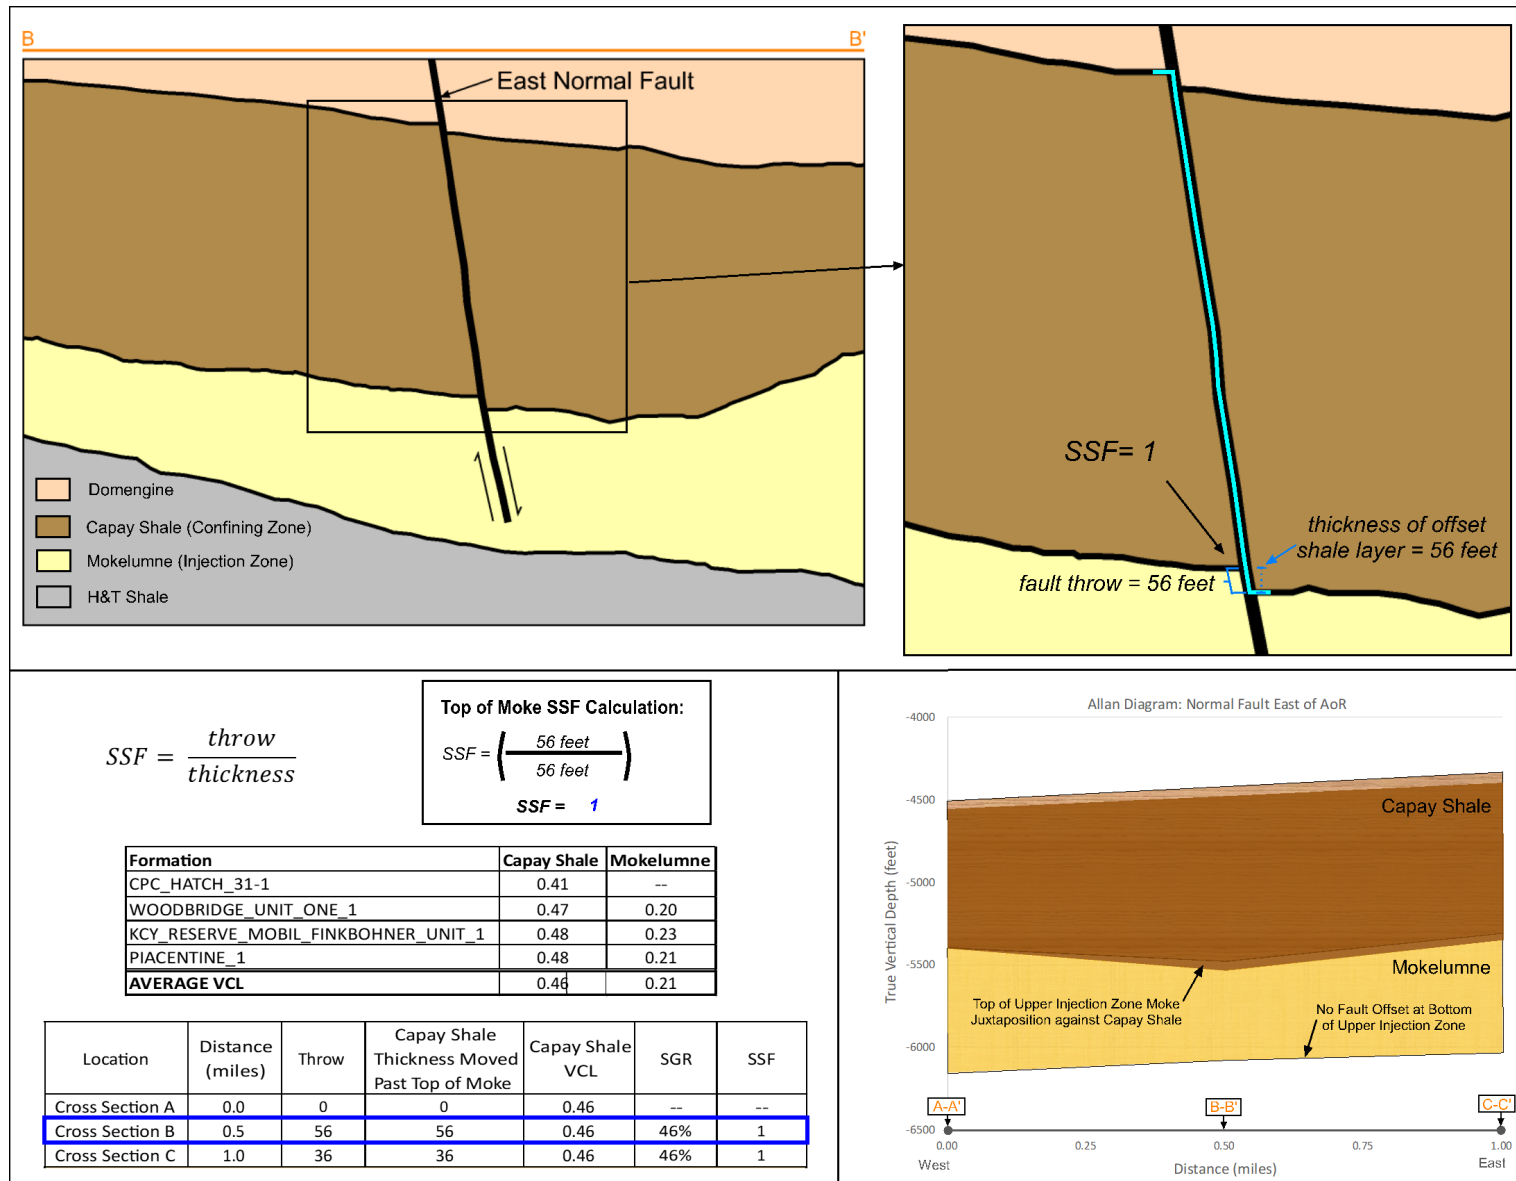 B B'
East Normal Fault
Domengine
Capay Shale (Confining Zone)
Mokelumne (Injection Zone)
H&T Shale
SSF= 1
thickness of offset
shale layer = 56 feet
fault throw = 56 feet
SSF = throw / thickness
Top of Moke SSF Calculation:
SSF = ( 56 feet / 56 feet )
SSF = 1
Formation Capay Shale Mokelumne
CPC_HATCH_31-1 0.41 --
WOODBRIDGE_UNIT_ONE_1 0.47 0.20
KCY_RESERVE_MOBIL_FINKBOHNER_UNIT_1 0.48 0.23
PIACENTINE_1 0.48 0.21
AVERAGE VCL 0.46 0.21
Location Distance (miles) Throw Capay Shale Thickness Moved Past Top of Moke Capay Shale VCL SGR SSF
Cross Section A 0.0 0 0 0.46 -- --
Cross Section B 0.5 56 56 0.46 46% 1
Cross Section C 1.0 36 36 0.46 46% 1
Allan Diagram: Normal Fault East of AoR
True Vertical Depth (feet)
-4000
-4500
-5000
-5500
-6000
-6500
Capay Shale
Mokelumne
Top of Upper Injection Zone Moke
Juxtaposition against Capay Shale
No Fault Offset at Bottom
of Upper Injection Zone
A-A' B-B' C-C'
0.00 0.25 0.50 0.75 1.00
West East
Distance (miles)